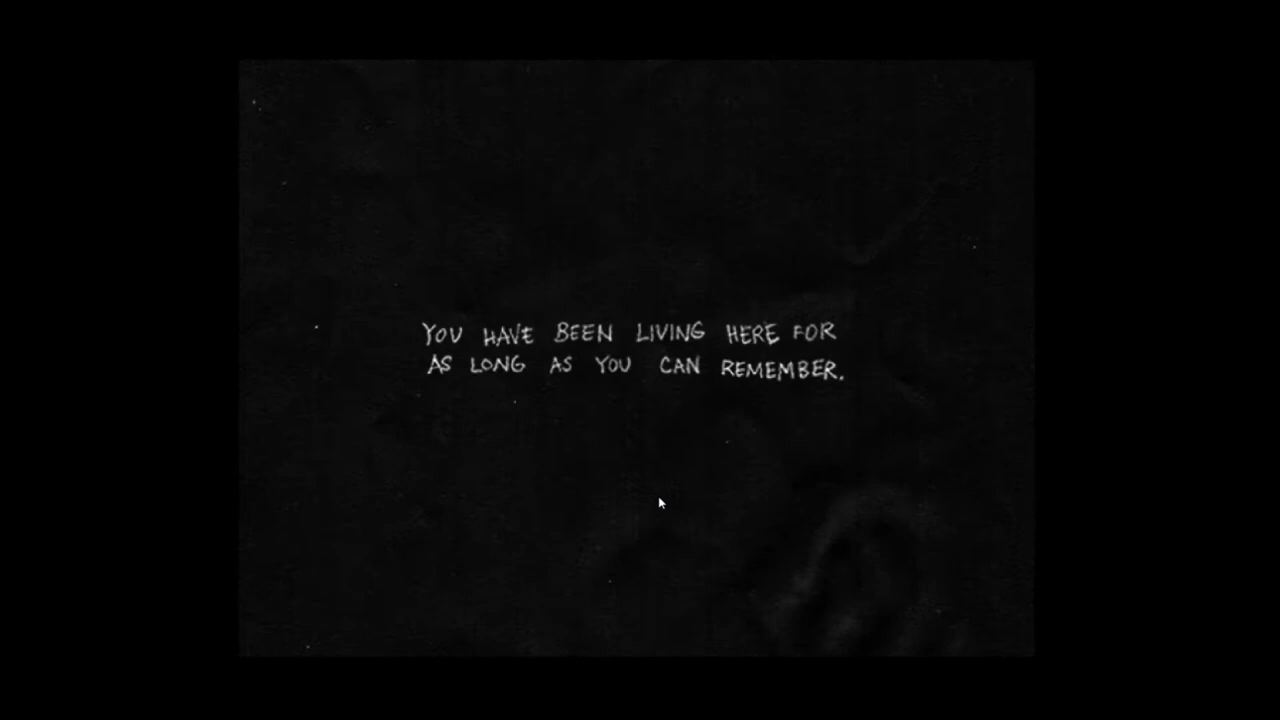 YOU HAVE BEEN LIVING HERE FOR
AS LONG AS YOU CAN REMEMBER.